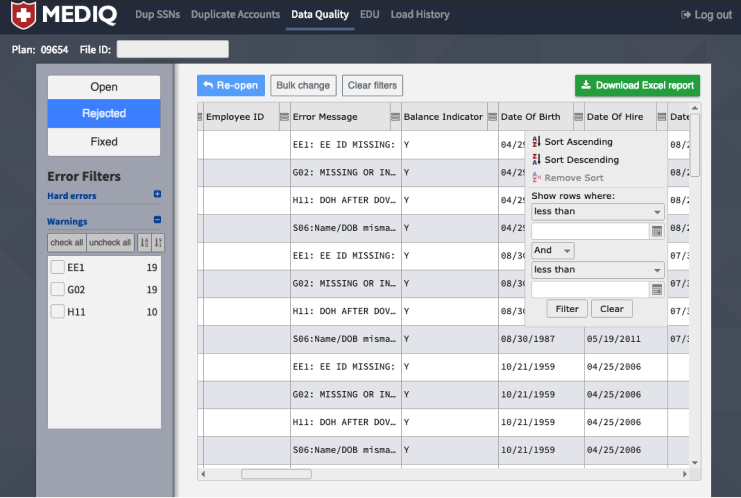 MEDIQ Dup SSNs Duplicate Accounts Data Quality EDU Load History Log out
Plan: 09654 File ID:
Open
Rejected
Fixed
Error Filters
Hard errors
Warnings
check all uncheck all
EE1 19
G02 19
H11 10
Re-open Bulk change Clear filters Download Excel report
Employee ID Error Message Balance Indicator Date Of Birth Date Of Hire Date
EE1: EE ID MISSING: Y 04/29 08/2
G02: MISSING OR IN… Y 04/29 08/2
H11: DOH AFTER DOV… Y 04/29 08/2
S06:Name/DOB misma… Y 04/29 08/2
EE1: EE ID MISSING: Y 08/30 07/3
G02: MISSING OR IN… Y 08/30 07/3
H11: DOH AFTER DOV… Y 08/30 07/3
S06:Name/DOB misma… Y 08/30/1987 05/19/2011 07/3
EE1: EE ID MISSING: Y 10/21/1959 04/25/2006
G02: MISSING OR IN… Y 10/21/1959 04/25/2006
H11: DOH AFTER DOV… Y 10/21/1959 04/25/2006
S06:Name/DOB misma… Y 10/21/1959 04/25/2006
Sort Ascending
Sort Descending
Remove Sort
Show rows where:
less than
And
less than
Filter Clear